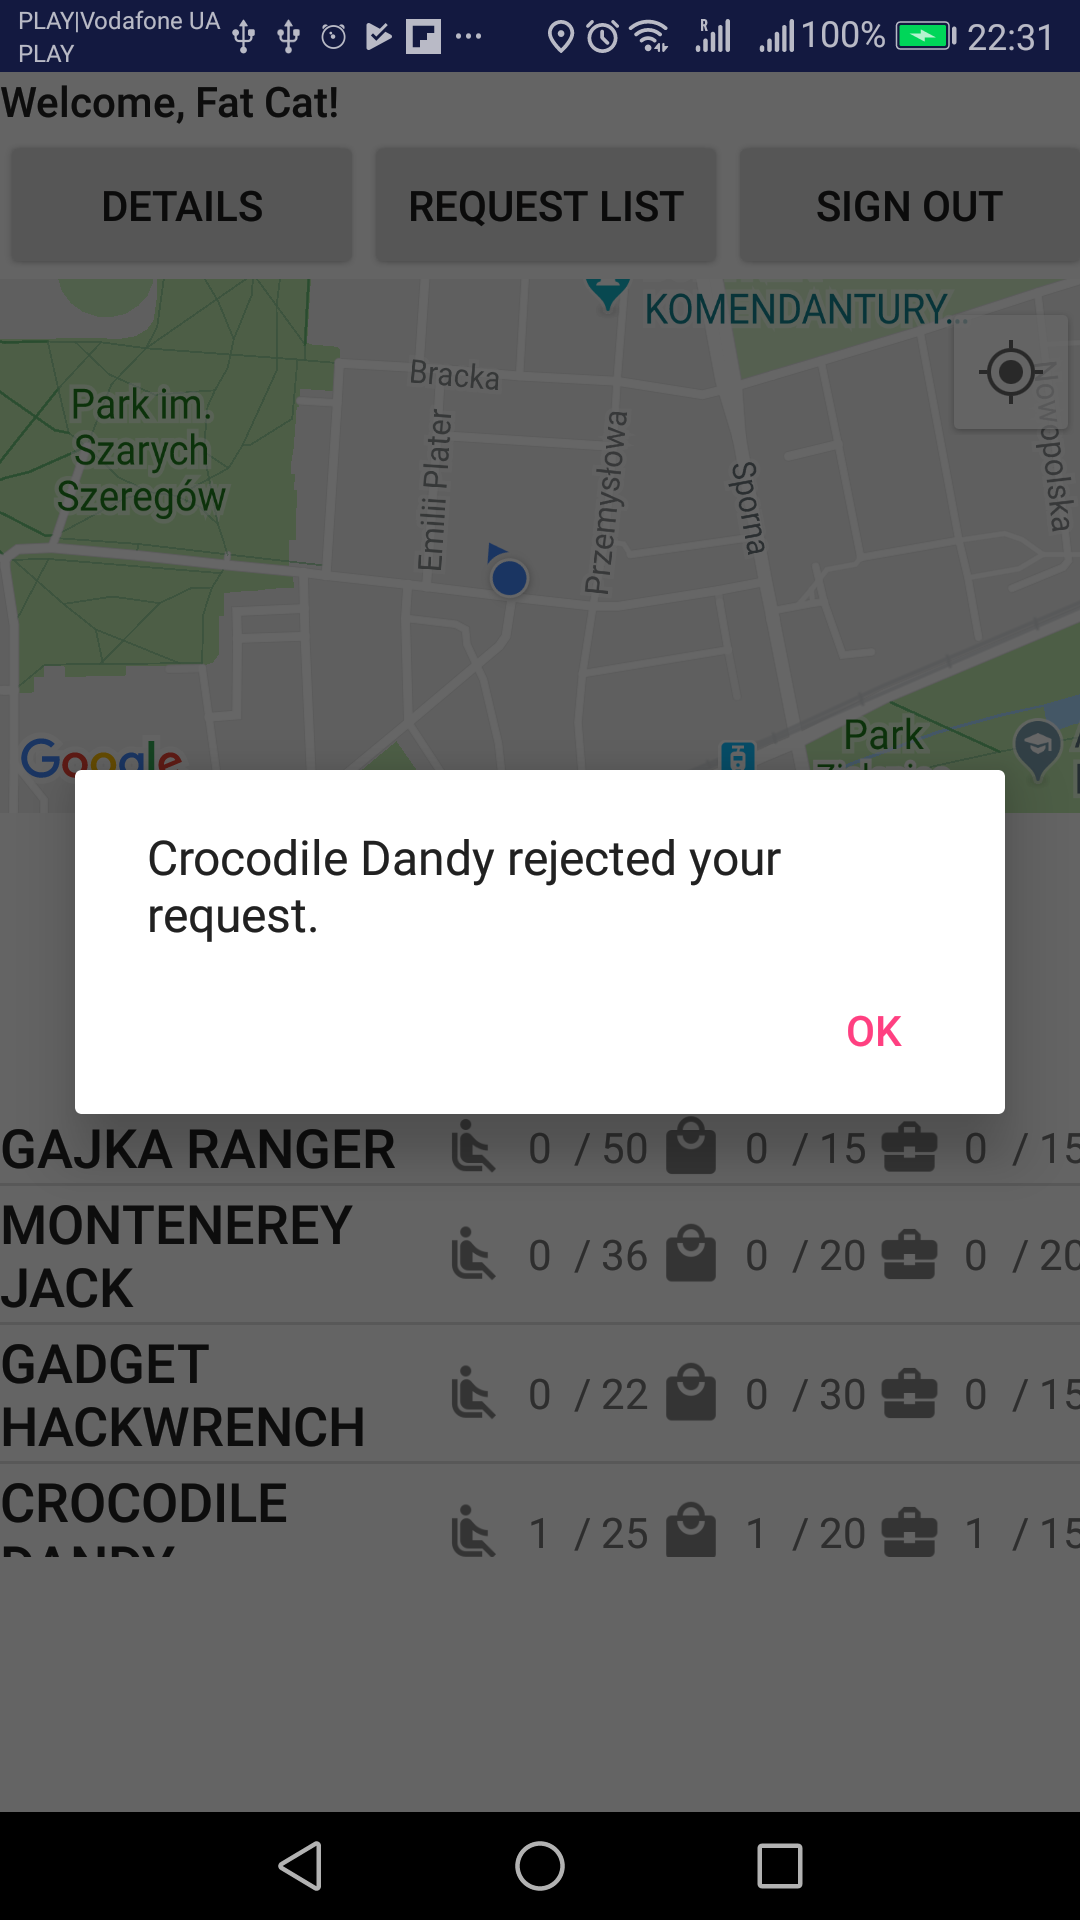 PLAY|Vodafone UA
PLAY
100%
22:31
Welcome, Fat Cat!
DETAILS
REQUEST LIST
SIGN OUT
KOMENDANTURY...
Bracka
Park im.
Szarych
Szeregów
Emilii Plater
Przemysłowa
Sporna
Nowopolska
Park
Google
Crocodile Dandy rejected your
request.
OK
GAJKA RANGER 0 / 50 0 / 15 0 / 15
MONTENEREY
JACK 0 / 36 0 / 20 0 / 20
GADGET
HACKWRENCH 0 / 22 0 / 30 0 / 15
CROCODILE
DANDY 1 / 25 1 / 20 1 / 15